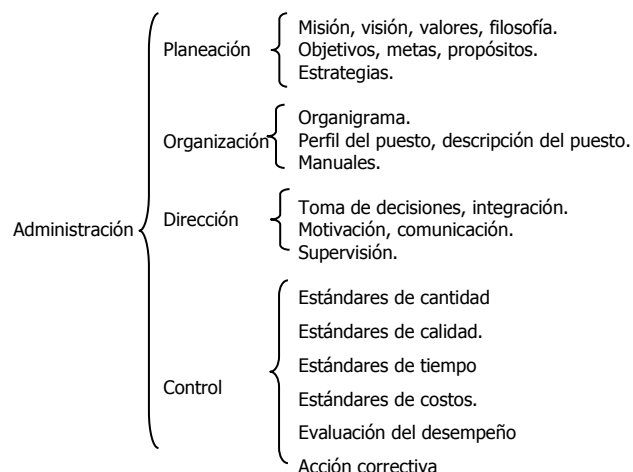 Administración
Planeación
Misión, visión, valores, filosofía.
Objetivos, metas, propósitos.
Estrategias.
Organización
Organigrama.
Perfil del puesto, descripción del puesto.
Manuales.
Dirección
Toma de decisiones, integración.
Motivación, comunicación.
Supervisión.
Control
Estándares de cantidad
Estándares de calidad.
Estándares de tiempo
Estándares de costos.
Evaluación del desempeño
Acción correctiva